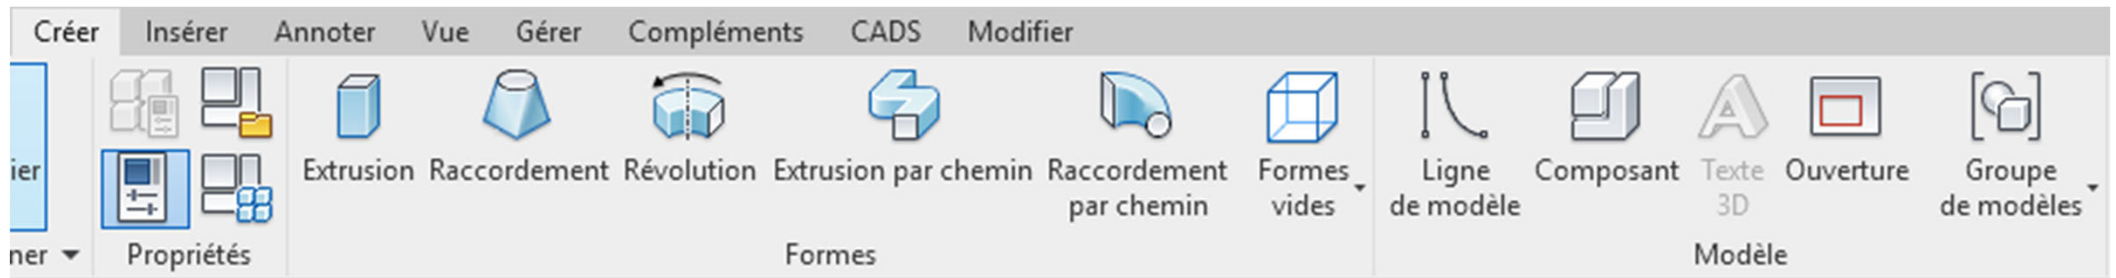 Créer Insérer Annoter Vue Gérer Compléments CADS Modifier
ier Extrusion Raccordement Révolution Extrusion par chemin Raccordement Formes Ligne Composant Texte Ouverture Groupe
par chemin vides de modèle 3D de modèles
ner Propriétés Formes Modèle